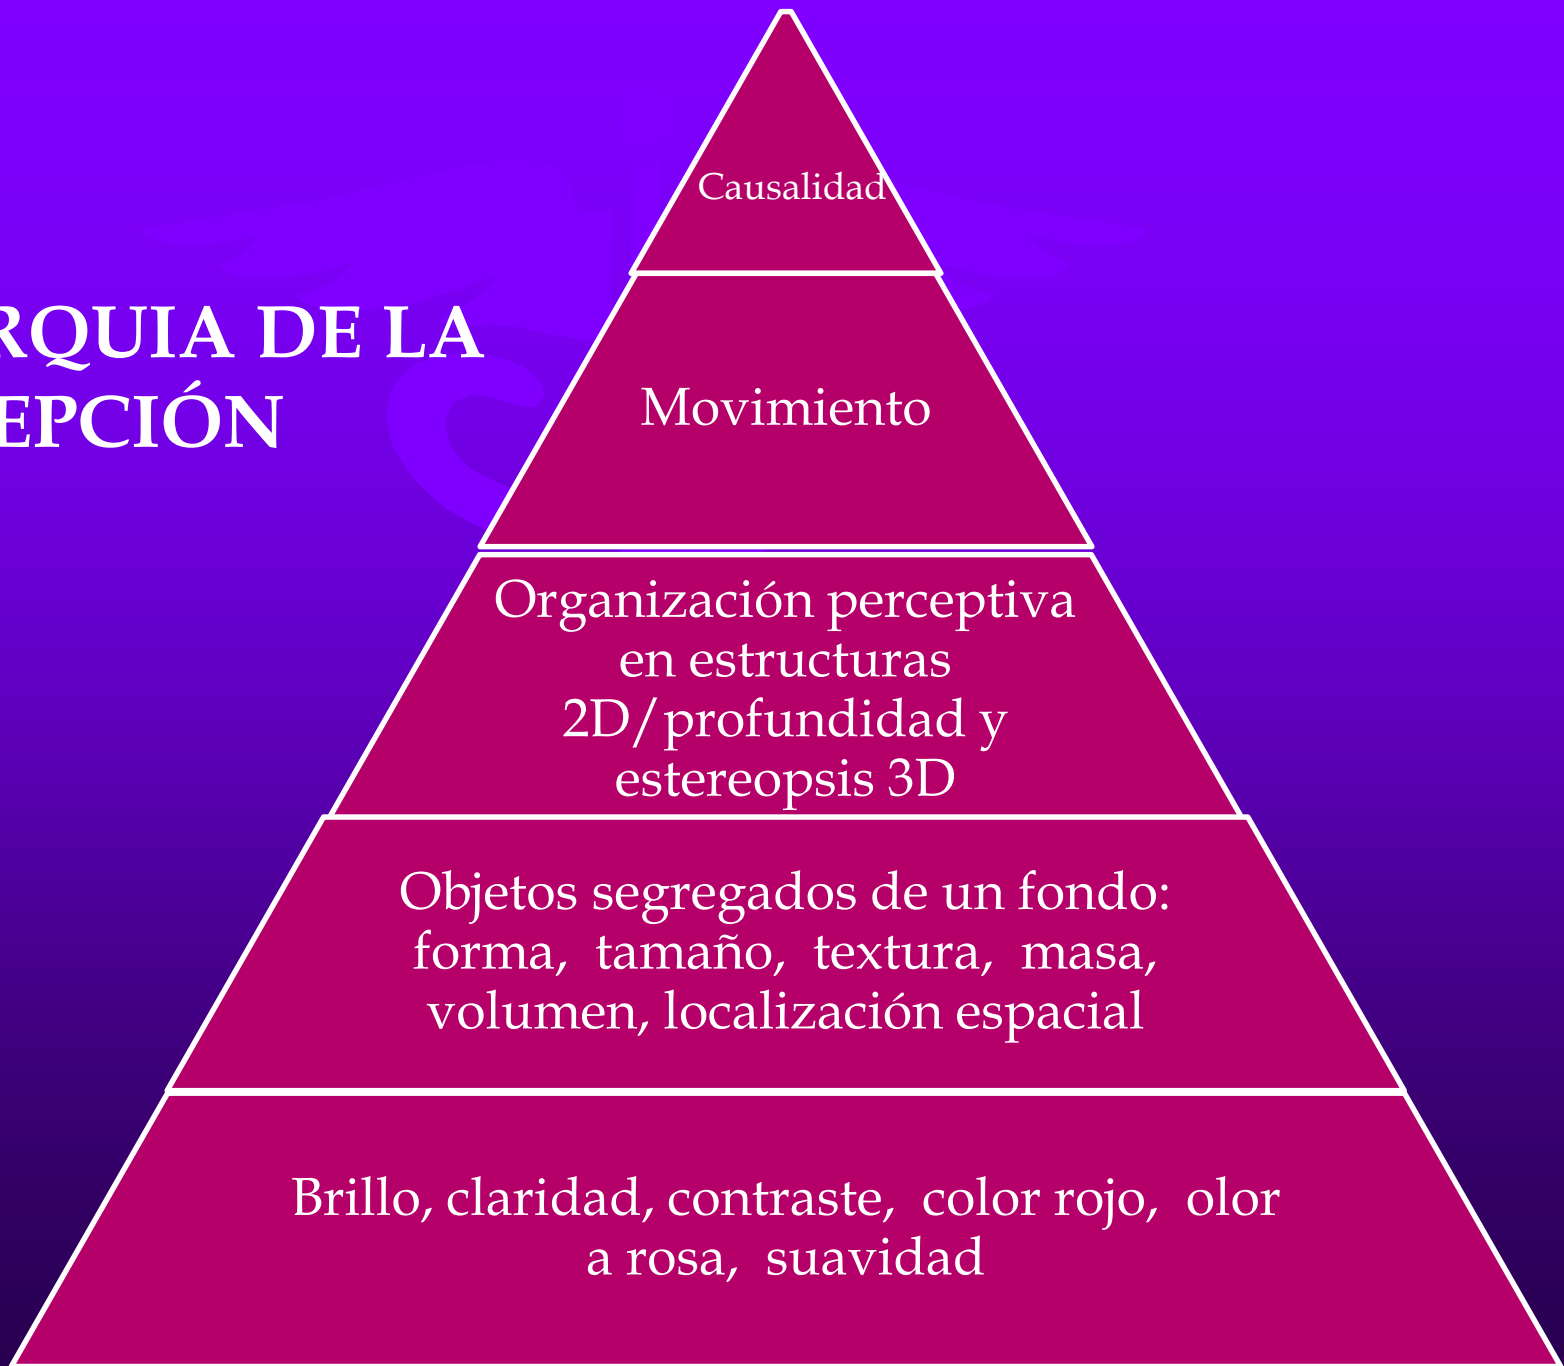 Causalidad
RQUIA DE LA
EPCIÓN
Movimiento
Organización perceptiva
en estructuras
2D/profundidad y
estereopsis 3D
Objetos segregados de un fondo:
forma, tamaño, textura, masa,
volumen, localización espacial
Brillo, claridad, contraste, color rojo, olor
a rosa, suavidad